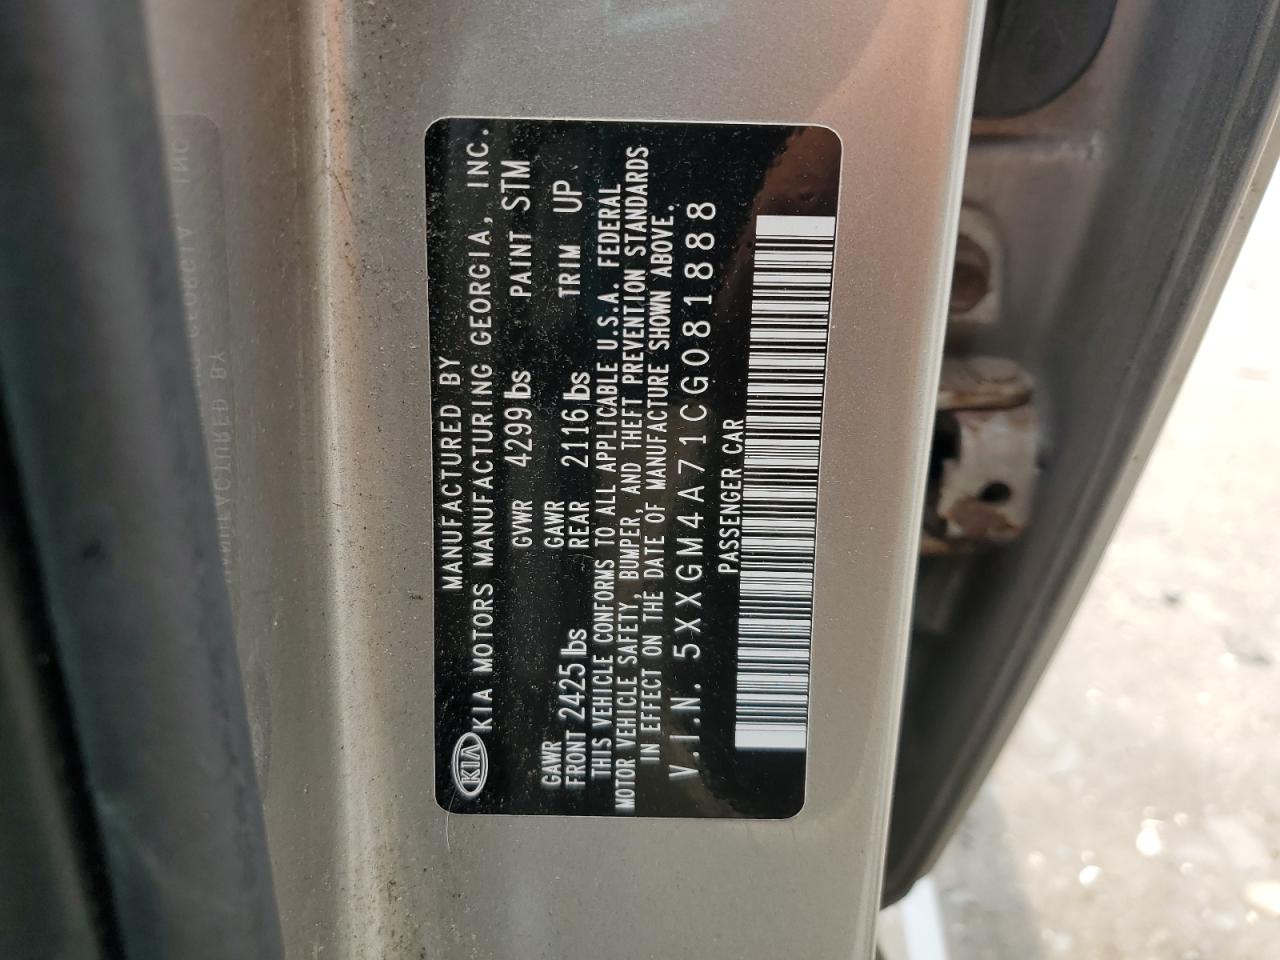 MANUFACTURED BY
KIA KIA MOTORS MANUFACTURING GEORGIA, INC.
GVWR 4299 lbs PAINT STM
GAWR GAWR
FRONT 2425 lbs REAR 2116 lbs TRIM UP
THIS VEHICLE CONFORMS TO ALL APPLICABLE U.S.A. FEDERAL
MOTOR VEHICLE SAFETY, BUMPER, AND THEFT PREVENTION STANDARDS
IN EFFECT ON THE DATE OF MANUFACTURE SHOWN ABOVE.
V.I.N. 5XXGM4A71CG081888
PASSENGER CAR